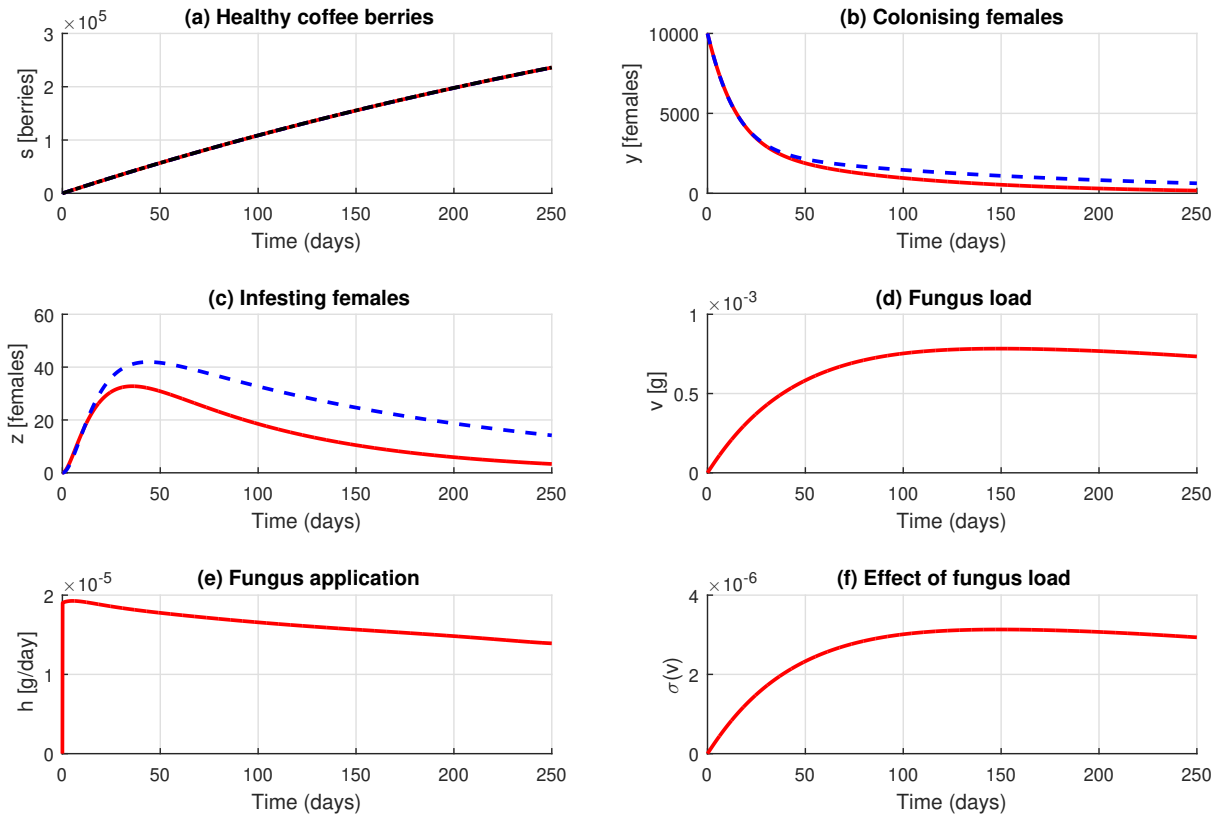 (a) Healthy coffee berries
×10^5
3
2
1
0
s [berries]
0 50 100 150 200 250
Time (days)
(b) Colonising females
10000
5000
0
y [females]
0 50 100 150 200 250
Time (days)
(c) Infesting females
60
40
20
0
z [females]
0 50 100 150 200 250
Time (days)
(d) Fungus load
×10^-3
1
0.5
0
v [g]
0 50 100 150 200 250
Time (days)
(e) Fungus application
×10^-5
2
1
0
h [g/day]
0 50 100 150 200 250
Time (days)
(f) Effect of fungus load
×10^-6
4
2
0
σ(v)
0 50 100 150 200 250
Time (days)